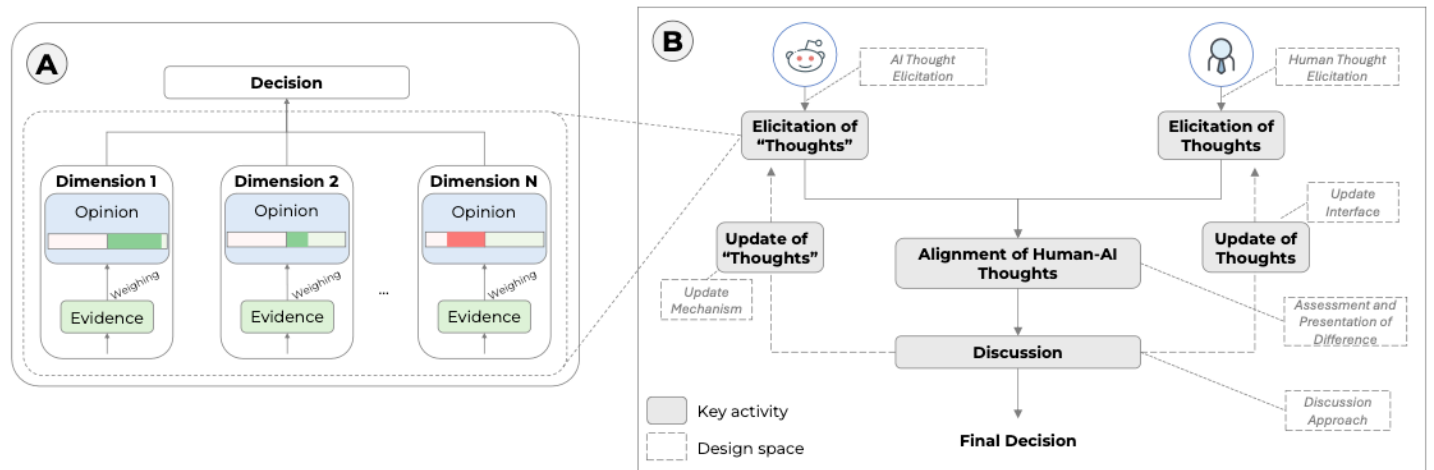 A
Decision
Dimension 1
Opinion
Weighing
Evidence
Dimension 2
Opinion
Weighing
Evidence
...
Dimension N
Opinion
Weighing
Evidence
B
AI Thought
Elicitation
Human Thought
Elicitation
Elicitation of
“Thoughts”
Elicitation of
Thoughts
Update
Interface
Update of
“Thoughts”
Alignment of Human-AI
Thoughts
Update of
Thoughts
Update
Mechanism
Assessment and
Presentation of
Difference
Discussion
Discussion
Approach
Key activity
Design space
Final Decision